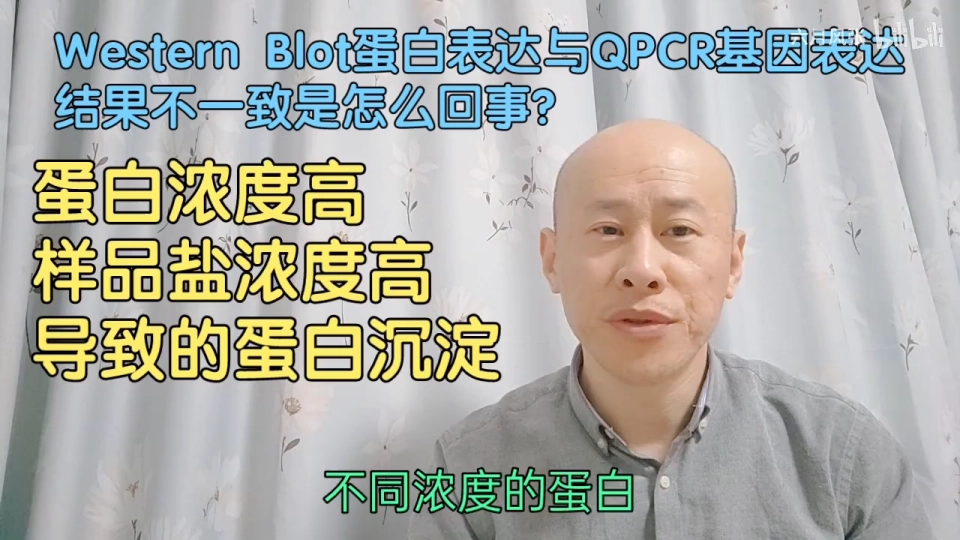 Western Blot蛋白表达与QPCR基因表达
结果不一致是怎么回事?
蛋白浓度高
样品盐浓度高
导致的蛋白沉淀
不同浓度的蛋白
bilibili